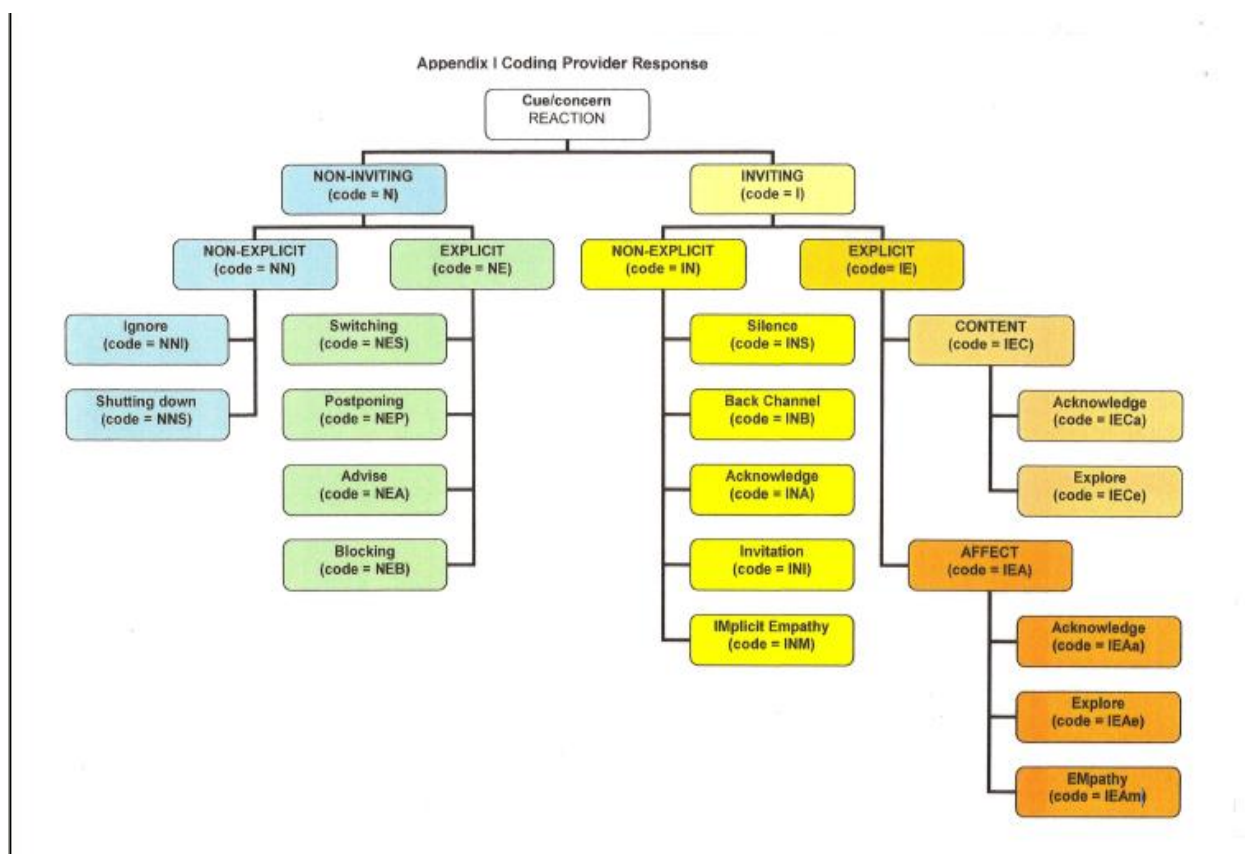 Appendix I Coding Provider Response
Cue/concern
REACTION
NON-INVITING
(code = N)
INVITING
(code = I)
NON-EXPLICIT
(code = NN)
EXPLICIT
(code = NE)
NON-EXPLICIT
(code = IN)
EXPLICIT
(code= IE)
Ignore
(code = NNI)
Shutting down
(code = NNS)
Switching
(code = NES)
Postponing
(code = NEP)
Advise
(code = NEA)
Blocking
(code = NEB)
Silence
(code = INS)
Back Channel
(code = INB)
Acknowledge
(code = INA)
Invitation
(code = INI)
IMplicit Empathy
(code = INM)
CONTENT
(code = IEC)
Acknowledge
(code = IECa)
Explore
(code = IECe)
AFFECT
(code = IEA)
Acknowledge
(code = IEAa)
Explore
(code = IEAe)
EMpathy
(code = IEAm)